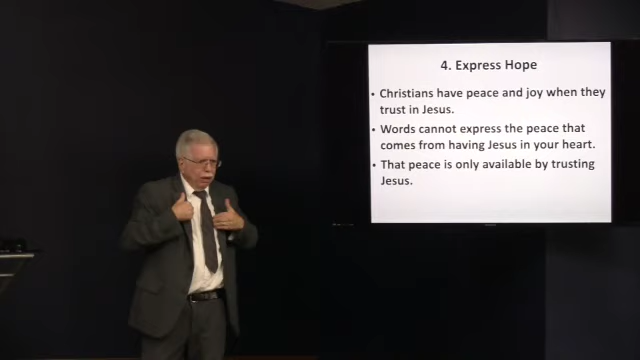 4. Express Hope
• Christians have peace and joy when they
trust in Jesus.
• Words cannot express the peace that
comes from having Jesus in your heart.
• That peace is only available by trusting
Jesus.